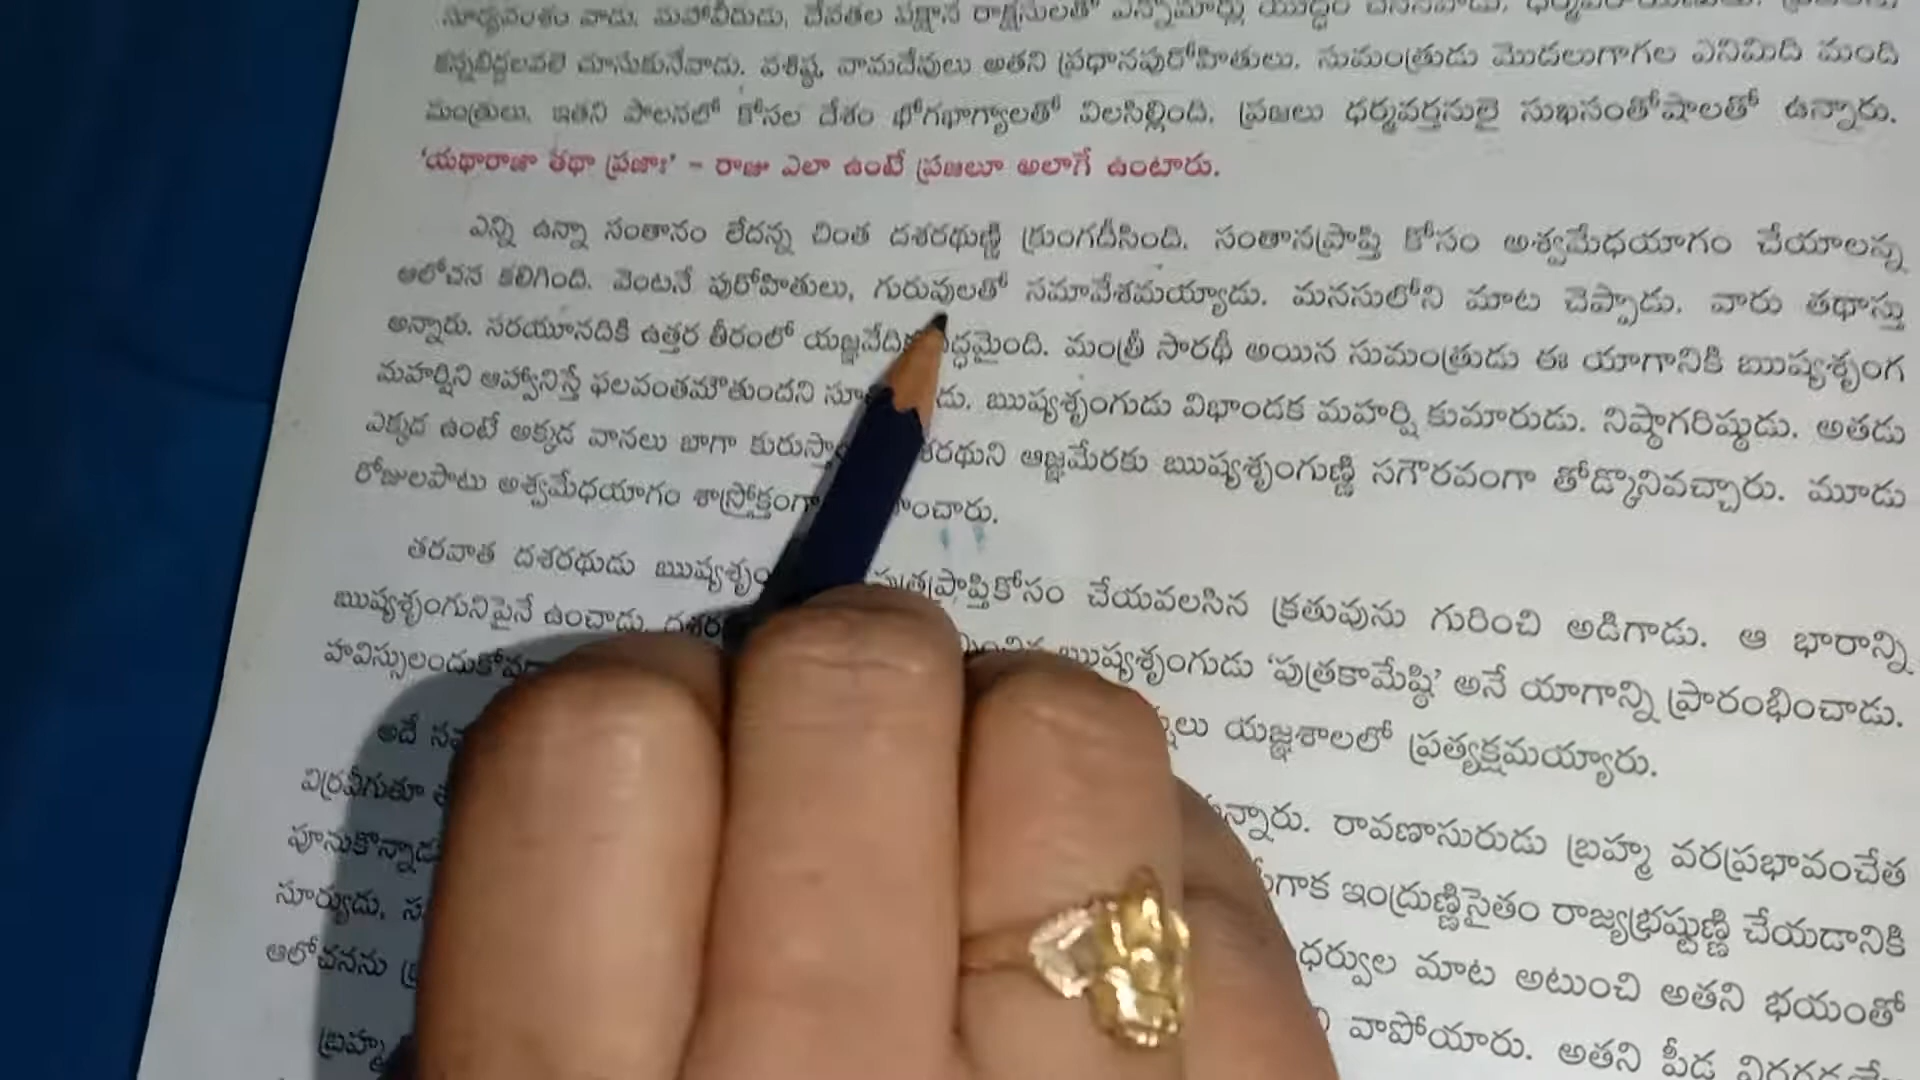 సూర్యవంశం వాడు. మహావీరుడు. దేవతల పక్షాన రాక్షసులతో ఎన్నోమార్లు యుద్ధం చేసినవాడు.
కన్నబిడ్డలవలె చూసుకునేవాడు. వశిష్ఠ, వామదేవులు అతని ప్రధానపురోహితులు. సుమంత్రుడు మొదలుగాగల ఎనిమిది మంది
మంత్రులు. ఇతని పాలనలో కోసల దేశం భోగభాగ్యాలతో విలసిల్లింది. ప్రజలు ధర్మవర్తనులై సుఖసంతోషాలతో ఉన్నారు.
‘యథారాజా తథా ప్రజాః’ – రాజు ఎలా ఉంటే ప్రజలూ అలాగే ఉంటారు.
ఎన్ని ఉన్నా సంతానం లేదన్న చింత దశరథుణ్ణి క్రుంగదీసింది. సంతానప్రాప్తి కోసం అశ్వమేధయాగం చేయాలన్న
ఆలోచన కలిగింది. వెంటనే పురోహితులు, గురువులతో సమావేశమయ్యాడు. మనసులోని మాట చెప్పాడు. వారు తథాస్తు
అన్నారు. సరయూనదికి ఉత్తర తీరంలో యజ్ఞవేదిక సిద్ధమైంది. మంత్రీ సారథీ అయిన సుమంత్రుడు ఈ యాగానికి ఋష్యశృంగ
మహర్షిని ఆహ్వానిస్తే ఫలవంతమౌతుందని డు. ఋష్యశృంగుడు విభాండక మహర్షి కుమారుడు. నిష్ఠాగరిష్ఠుడు. అతడు
ఎక్కడ ఉంటే అక్కడ వానలు బాగా శరథుని ఆజ్ఞమేరకు ఋష్యశృంగుణ్ణి సగౌరవంగా తోడ్కొనివచ్చారు. మూడు
రోజులపాటు అశ్వమేధయాగం శాస్త్రోక్తంగా ంచారు.
తరవాత దశరథుడు ఋష్యశృం పుత్రప్రాప్తికోసం చేయవలసిన క్రతువును గురించి అడిగాడు. ఆ భారాన్ని
ఋష్యశృంగునిపైనే ఉంచాడు. దశర ఋష్యశృంగుడు ‘పుత్రకామేష్ఠి’ అనే యాగాన్ని ప్రారంభించాడు.
హవిస్సులందుకోవ లు యజ్ఞశాలలో ప్రత్యక్షమయ్యారు.
అదే న్నారు. రావణాసురుడు బ్రహ్మ వరప్రభావంచేత
విర్రవీగుతూ గాక ఇంద్రుణ్ణిసైతం రాజ్యభ్రష్టుణ్ణి చేయడానికి
పూనుకొన్నాడు ధర్వుల మాట అటుంచి అతని భయంతో
సూర్యుడు, స వాపోయారు. అతని పీడ
ఆలోచనను
బ్రహ్మ